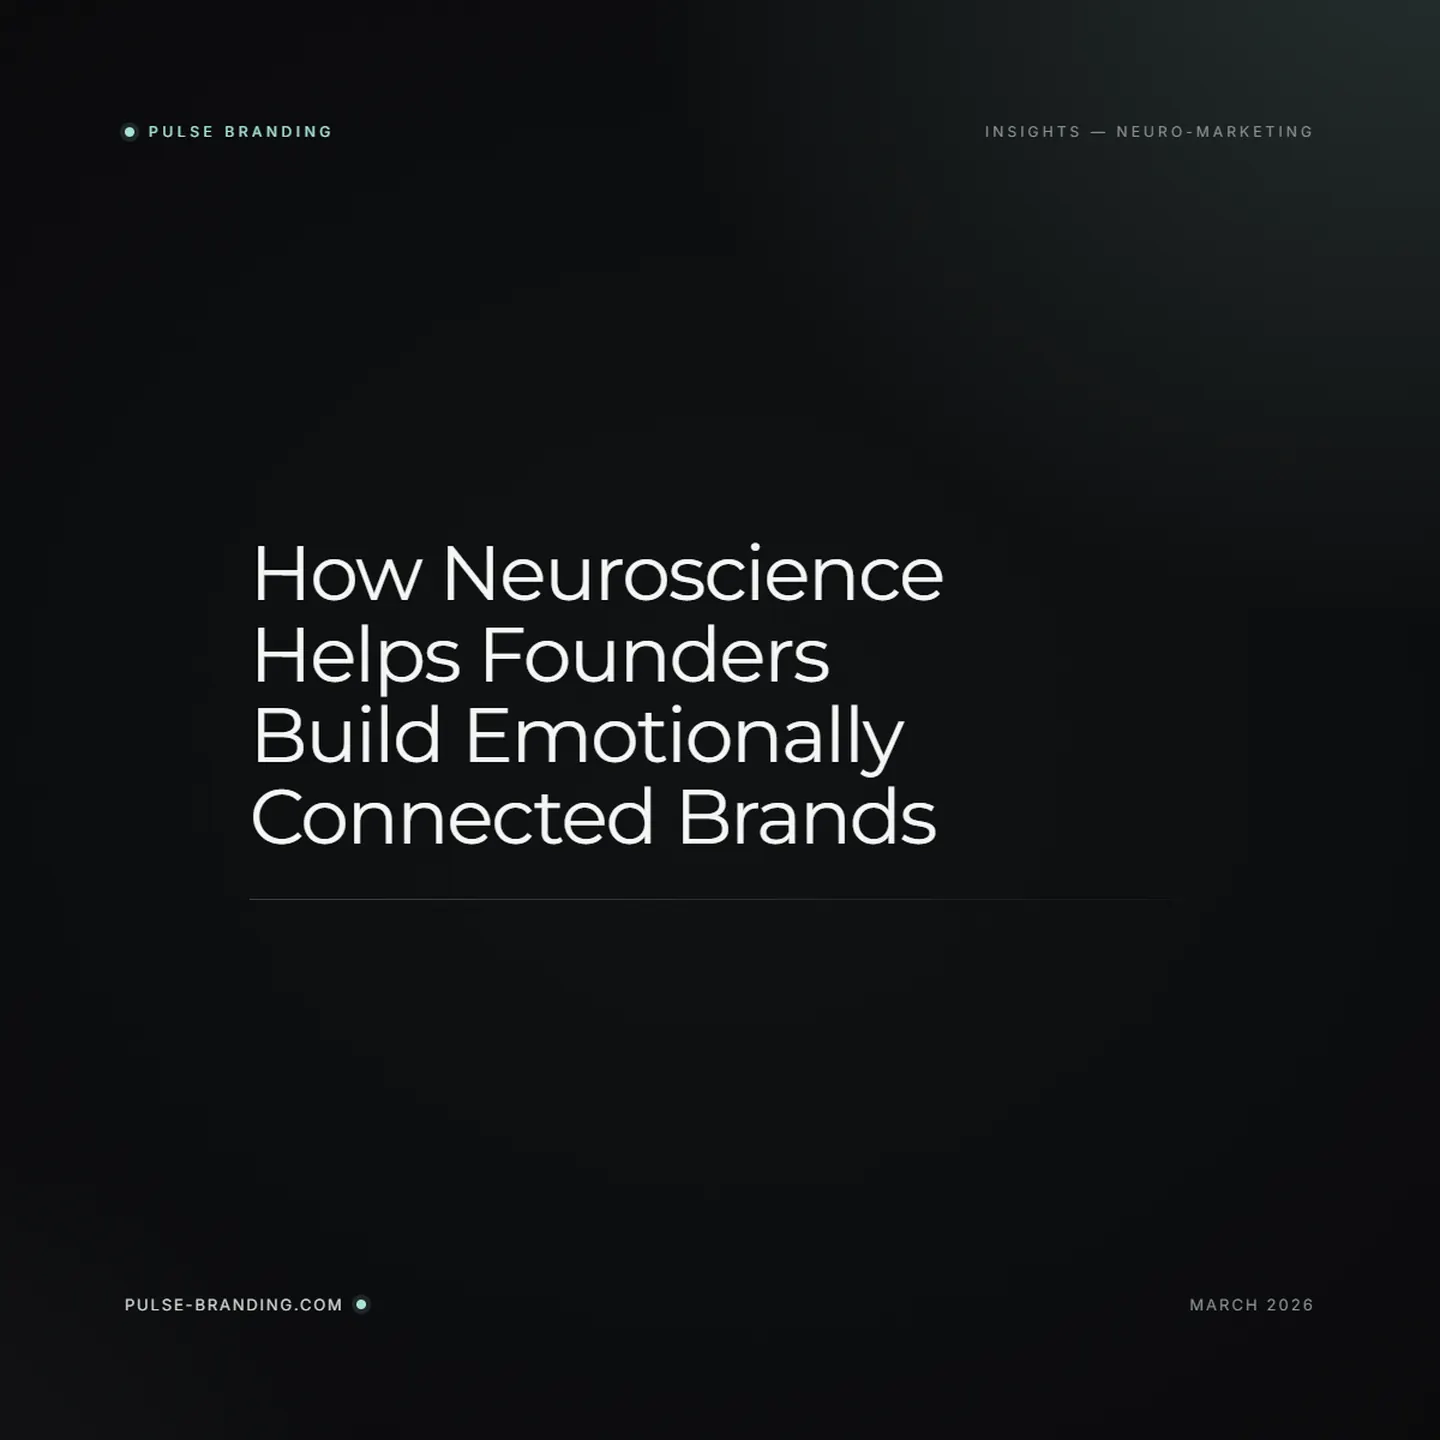 PULSE BRANDING
INSIGHTS — NEURO-MARKETING
How Neuroscience
Helps Founders
Build Emotionally
Connected Brands
PULSE-BRANDING.COM
MARCH 2026